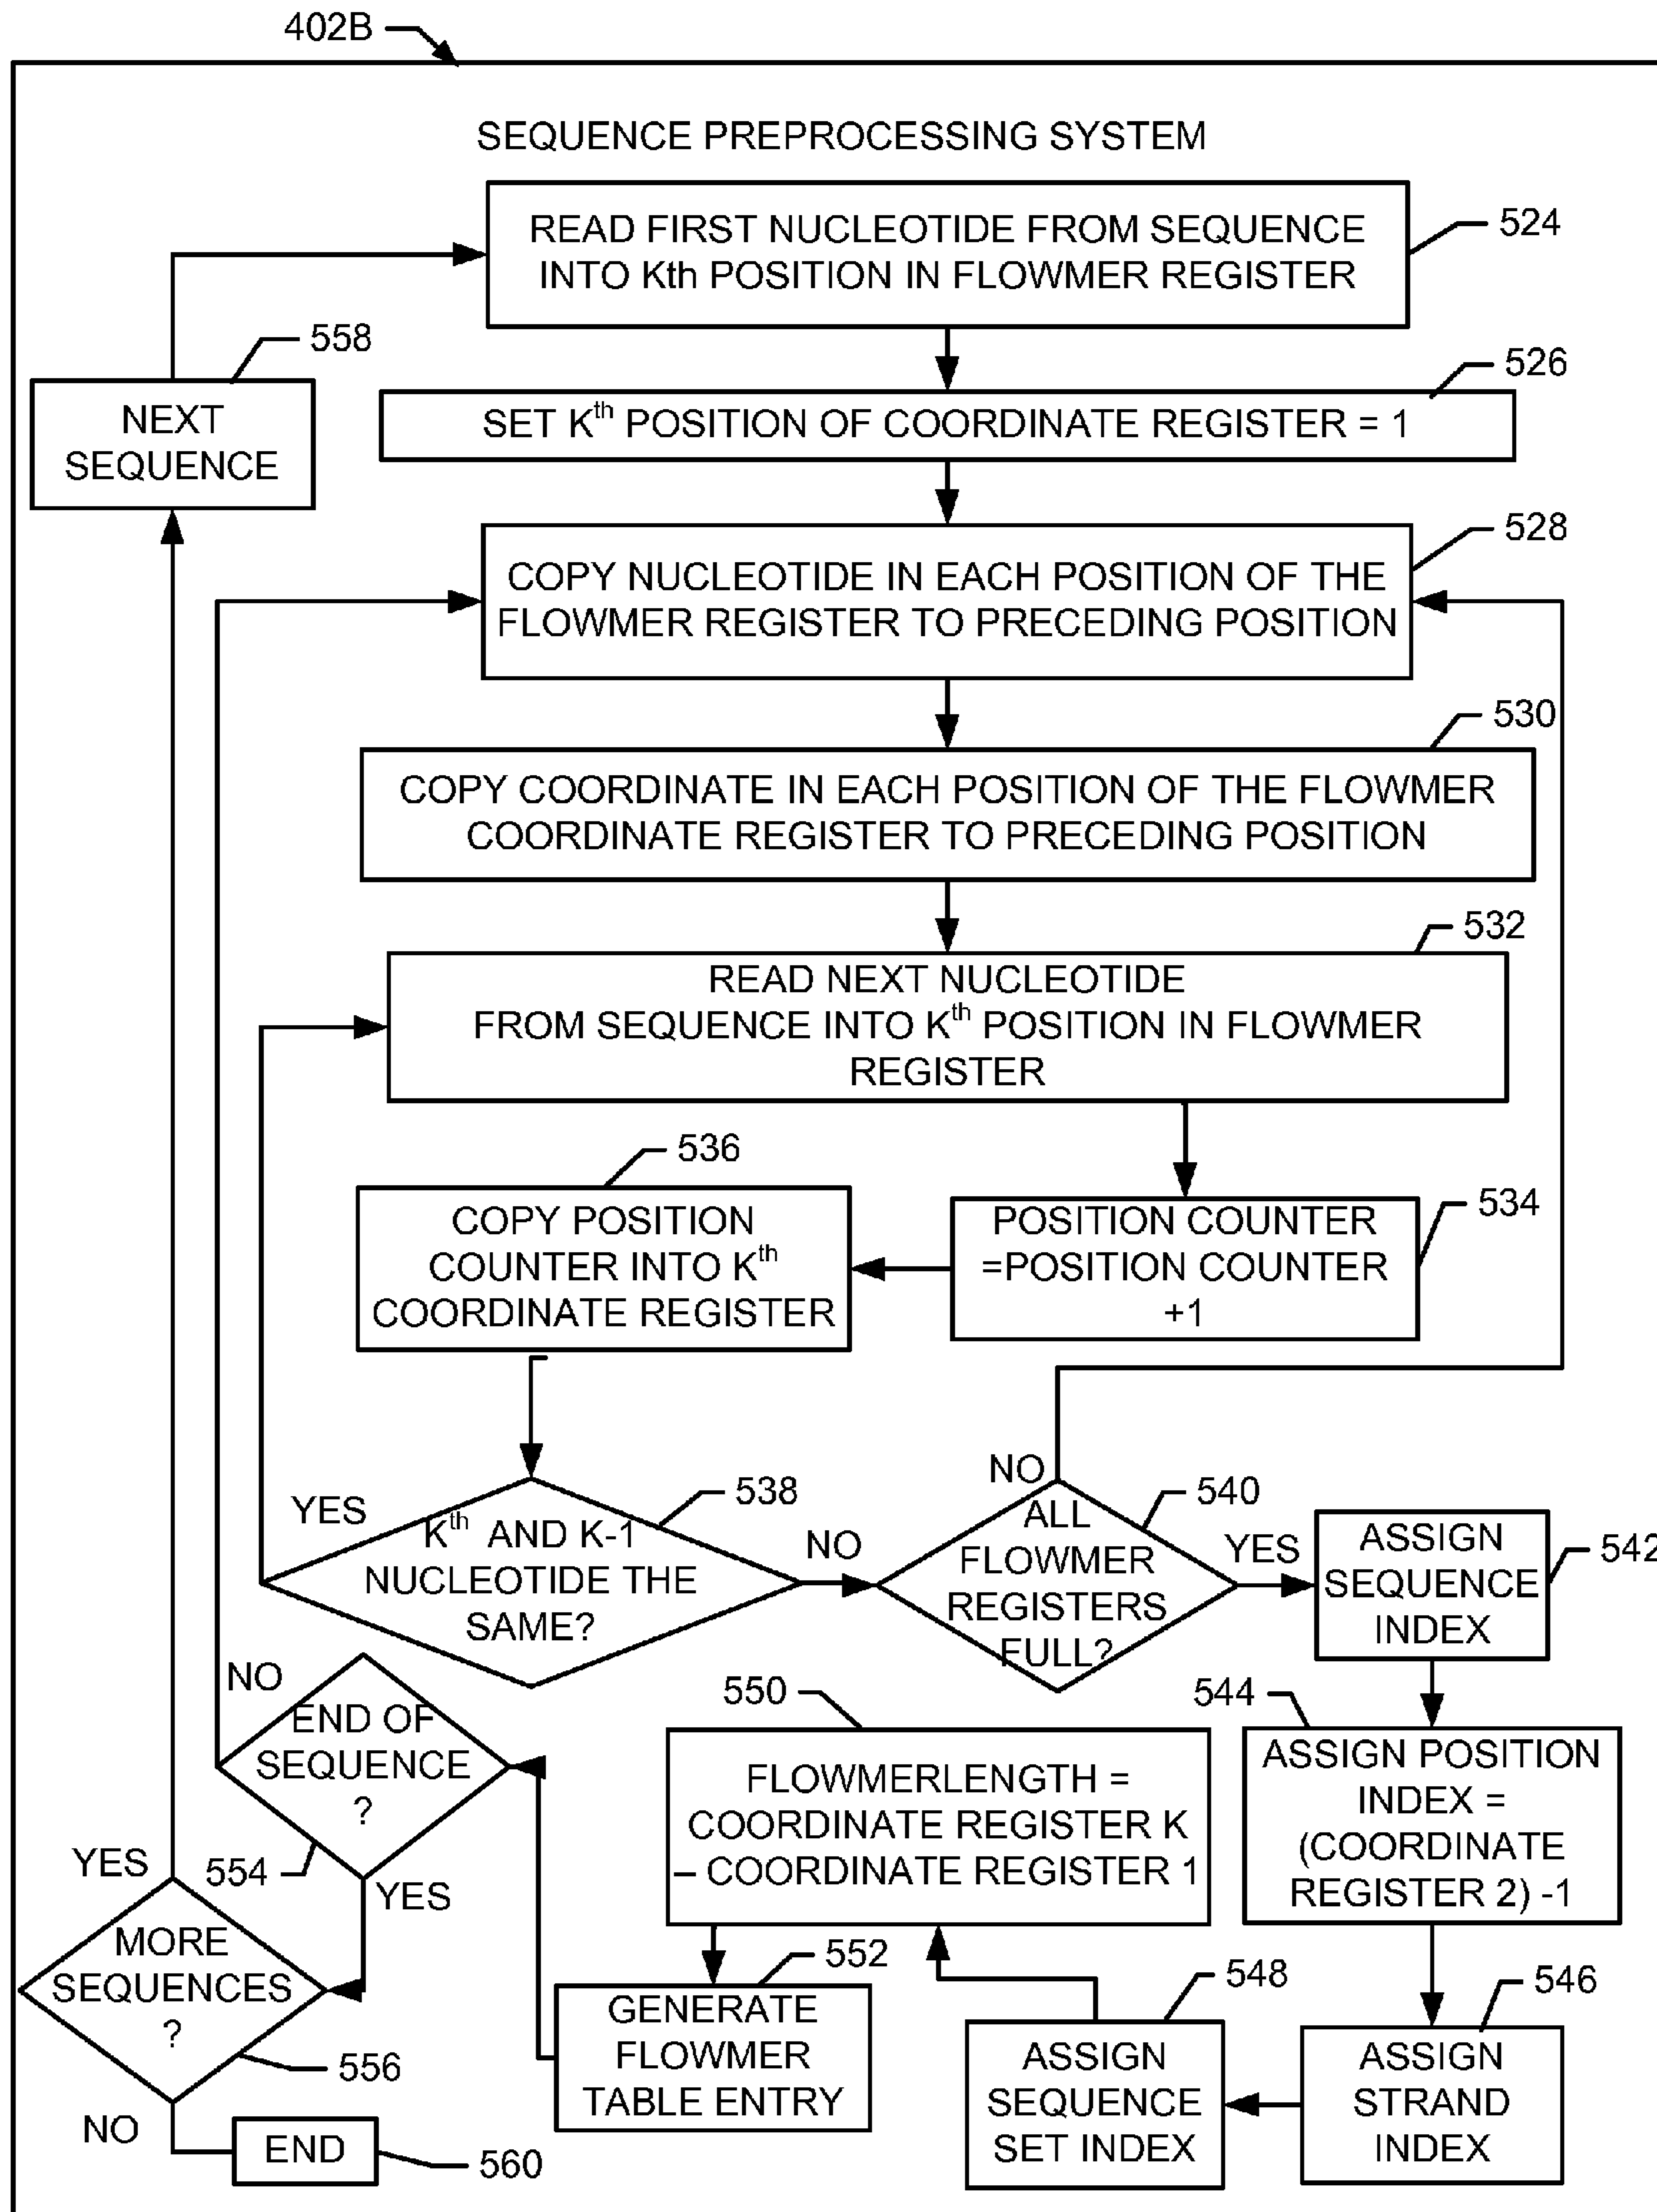 402B
SEQUENCE PREPROCESSING SYSTEM
READ FIRST NUCLEOTIDE FROM SEQUENCE
INTO Kth POSITION IN FLOWMER REGISTER
524
558
NEXT
SEQUENCE
526
SET Kth POSITION OF COORDINATE REGISTER = 1
528
COPY NUCLEOTIDE IN EACH POSITION OF THE
FLOWMER REGISTER TO PRECEDING POSITION
530
COPY COORDINATE IN EACH POSITION OF THE FLOWMER
COORDINATE REGISTER TO PRECEDING POSITION
532
READ NEXT NUCLEOTIDE
FROM SEQUENCE INTO Kth POSITION IN FLOWMER
REGISTER
536
COPY POSITION
COUNTER INTO Kth
COORDINATE REGISTER
534
POSITION COUNTER
=POSITION COUNTER
+1
538
YES
Kth AND K-1
NUCLEOTIDE THE
SAME?
NO
NO
540
ALL
FLOWMER
REGISTERS
FULL?
YES
ASSIGN
SEQUENCE
INDEX
542
544
ASSIGN POSITION
INDEX =
(COORDINATE
REGISTER 2) -1
550
FLOWMERLENGTH =
COORDINATE REGISTER K
– COORDINATE REGISTER 1
NO
END OF
SEQUENCE
?
554
YES
YES
MORE
SEQUENCES
?
556
NO
END
560
552
GENERATE
FLOWMER
TABLE ENTRY
548
ASSIGN
SEQUENCE
SET INDEX
546
ASSIGN
STRAND
INDEX